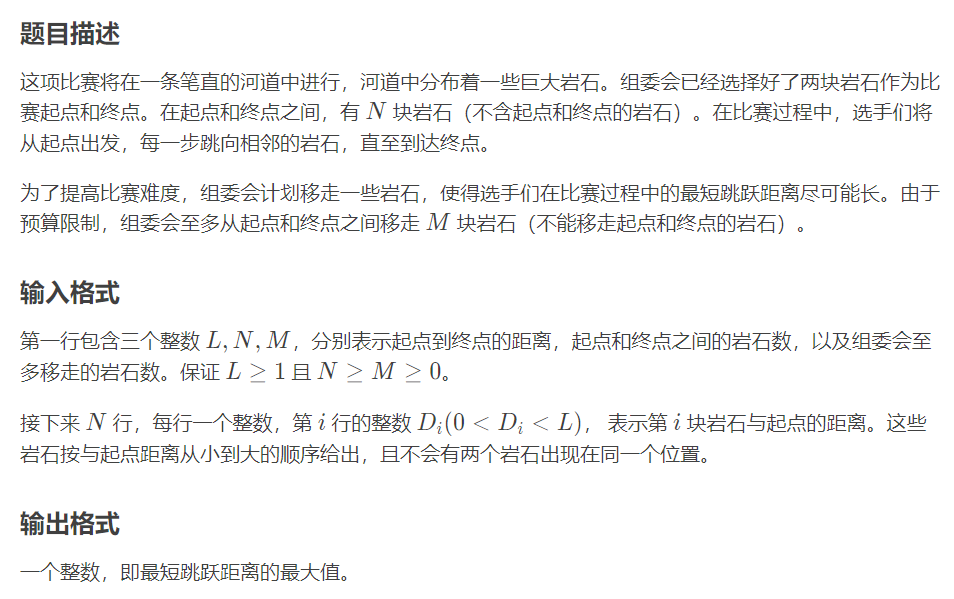 题目描述
这项比赛将在一条笔直的河道中进行，河道中分布着一些巨大岩石。组委会已经选择好了两块岩石作为比
赛起点和终点。在起点和终点之间，有 N 块岩石（不含起点和终点的岩石）。在比赛过程中，选手们将
从起点出发，每一步跳向相邻的岩石，直至到达终点。
为了提高比赛难度，组委会计划移走一些岩石，使得选手们在比赛过程中的最短跳跃距离尽可能长。由于
预算限制，组委会至多从起点和终点之间移走 M 块岩石（不能移走起点和终点的岩石）。
输入格式
第一行包含三个整数 L, N, M，分别表示起点到终点的距离，起点和终点之间的岩石数，以及组委会至
多移走的岩石数。保证 L ≥ 1 且 N ≥ M ≥ 0。
接下来 N 行，每行一个整数，第 i 行的整数 Dᵢ(0 < Dᵢ < L)， 表示第 i 块岩石与起点的距离。这些
岩石按与起点距离从小到大的顺序给出，且不会有两个岩石出现在同一个位置。
输出格式
一个整数，即最短跳跃距离的最大值。